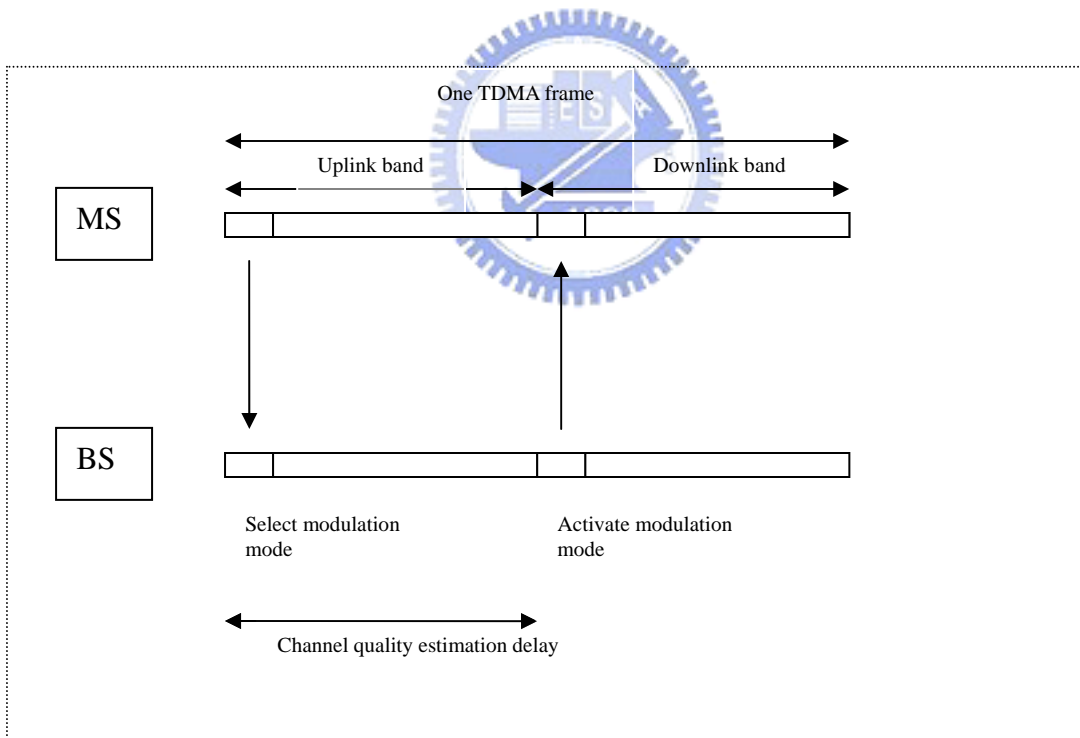 One TDMA frame
Uplink band
Downlink band
MS
BS
Select modulation
mode
Activate modulation
mode
Channel quality estimation delay